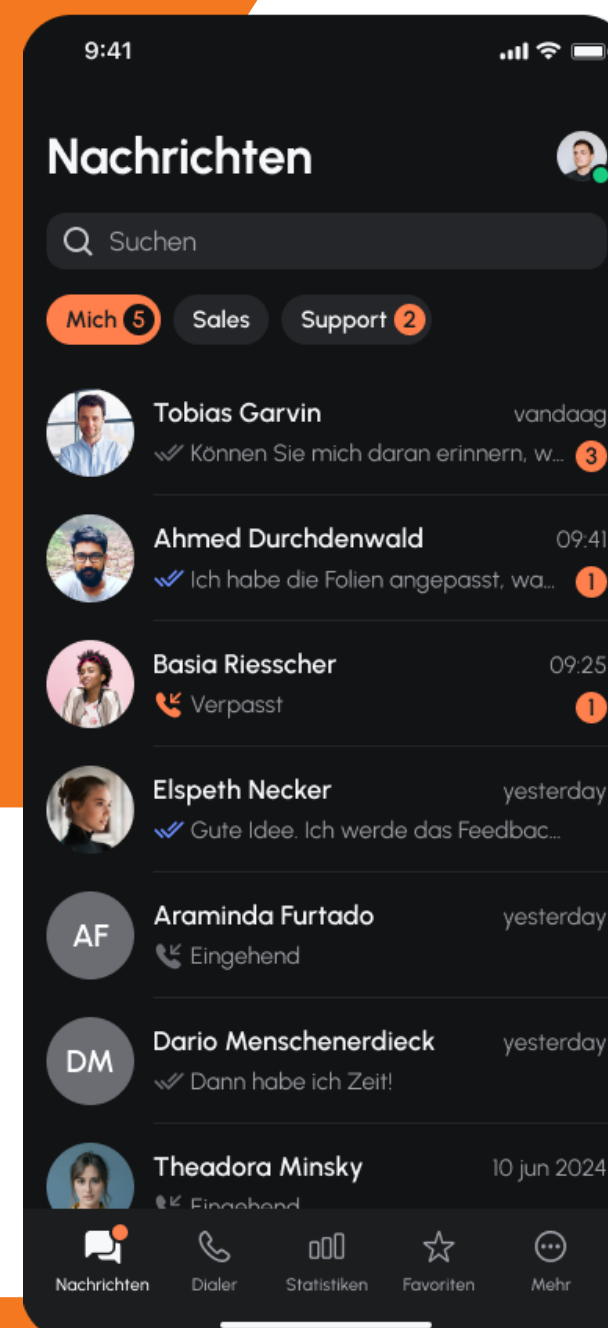 9:41
Nachrichten
Suchen
Mich 5 Sales Support 2
Tobias Garvin vandaag
Können Sie mich daran erinnern, w... 3
Ahmed Durchdenwald 09:41
Ich habe die Folien angepasst, wa... 1
Basia Riesscher 09:25
Verpasst 1
Elspeth Necker yesterday
Gute Idee. Ich werde das Feedbac...
AF Araminda Furtado yesterday
Eingehend
DM Dario Menschenerdieck yesterday
Dann habe ich Zeit!
Theadora Minsky 10 jun 2024
Eingehend
Nachrichten Dialer Statistiken Favoriten Mehr